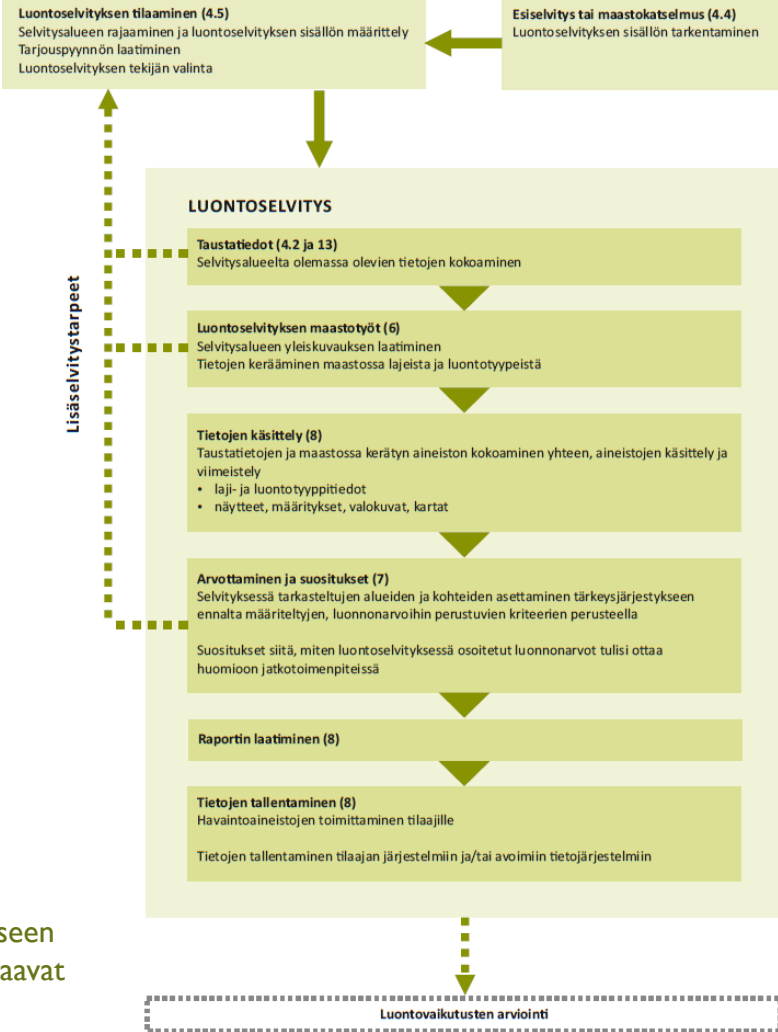 Luontoselvityksen tilaaminen (4.5)
Selvitysalueen rajaaminen ja luontoselvityksen sisällön määrittely
Tarjouspyynnön laatiminen
Luontoselvityksen tekijän valinta
Esiselvitys tai maastokatselmus (4.4)
Luontoselvityksen sisällön tarkentaminen
Lisäselvitystarpeet
LUONTOSELVITYS
Taustatiedot (4.2 ja 13)
Selvitysalueelta olemassa olevien tietojen kokoaminen
Luontoselvityksen maastotyöt (6)
Selvitysalueen yleiskuvauksen laatiminen
Tietojen kerääminen maastossa lajeista ja luontotyypeistä
Tietojen käsittely (8)
Taustatietojen ja maastossa kerätyn aineiston kokoaminen yhteen, aineistojen käsittely ja
viimeistely
• laji- ja luontotyyppitiedot
• näytteet, määritykset, valokuvat, kartat
Arvottaminen ja suositukset (7)
Selvityksessä tarkasteltujen alueiden ja kohteiden asettaminen tärkeysjärjestykseen
ennalta määriteltyjen, luonnonarvoihin perustuvien kriteerien perusteella
Suositukset siitä, miten luontoselvityksessä osoitetut luonnonarvot tulisi ottaa
huomioon jatkotoimenpiteissä
Raportin laatiminen (8)
Tietojen tallentaminen (8)
Havaintoaineistojen toimittaminen tilaajille
Tietojen tallentaminen tilaajan järjestelmiin ja/tai avoimiin tietojärjestelmiin
seen
aavat
Luontovaikutusten arviointi